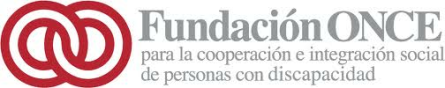 Fundación ONCE
para la cooperación e integración social
de personas con discapacidad